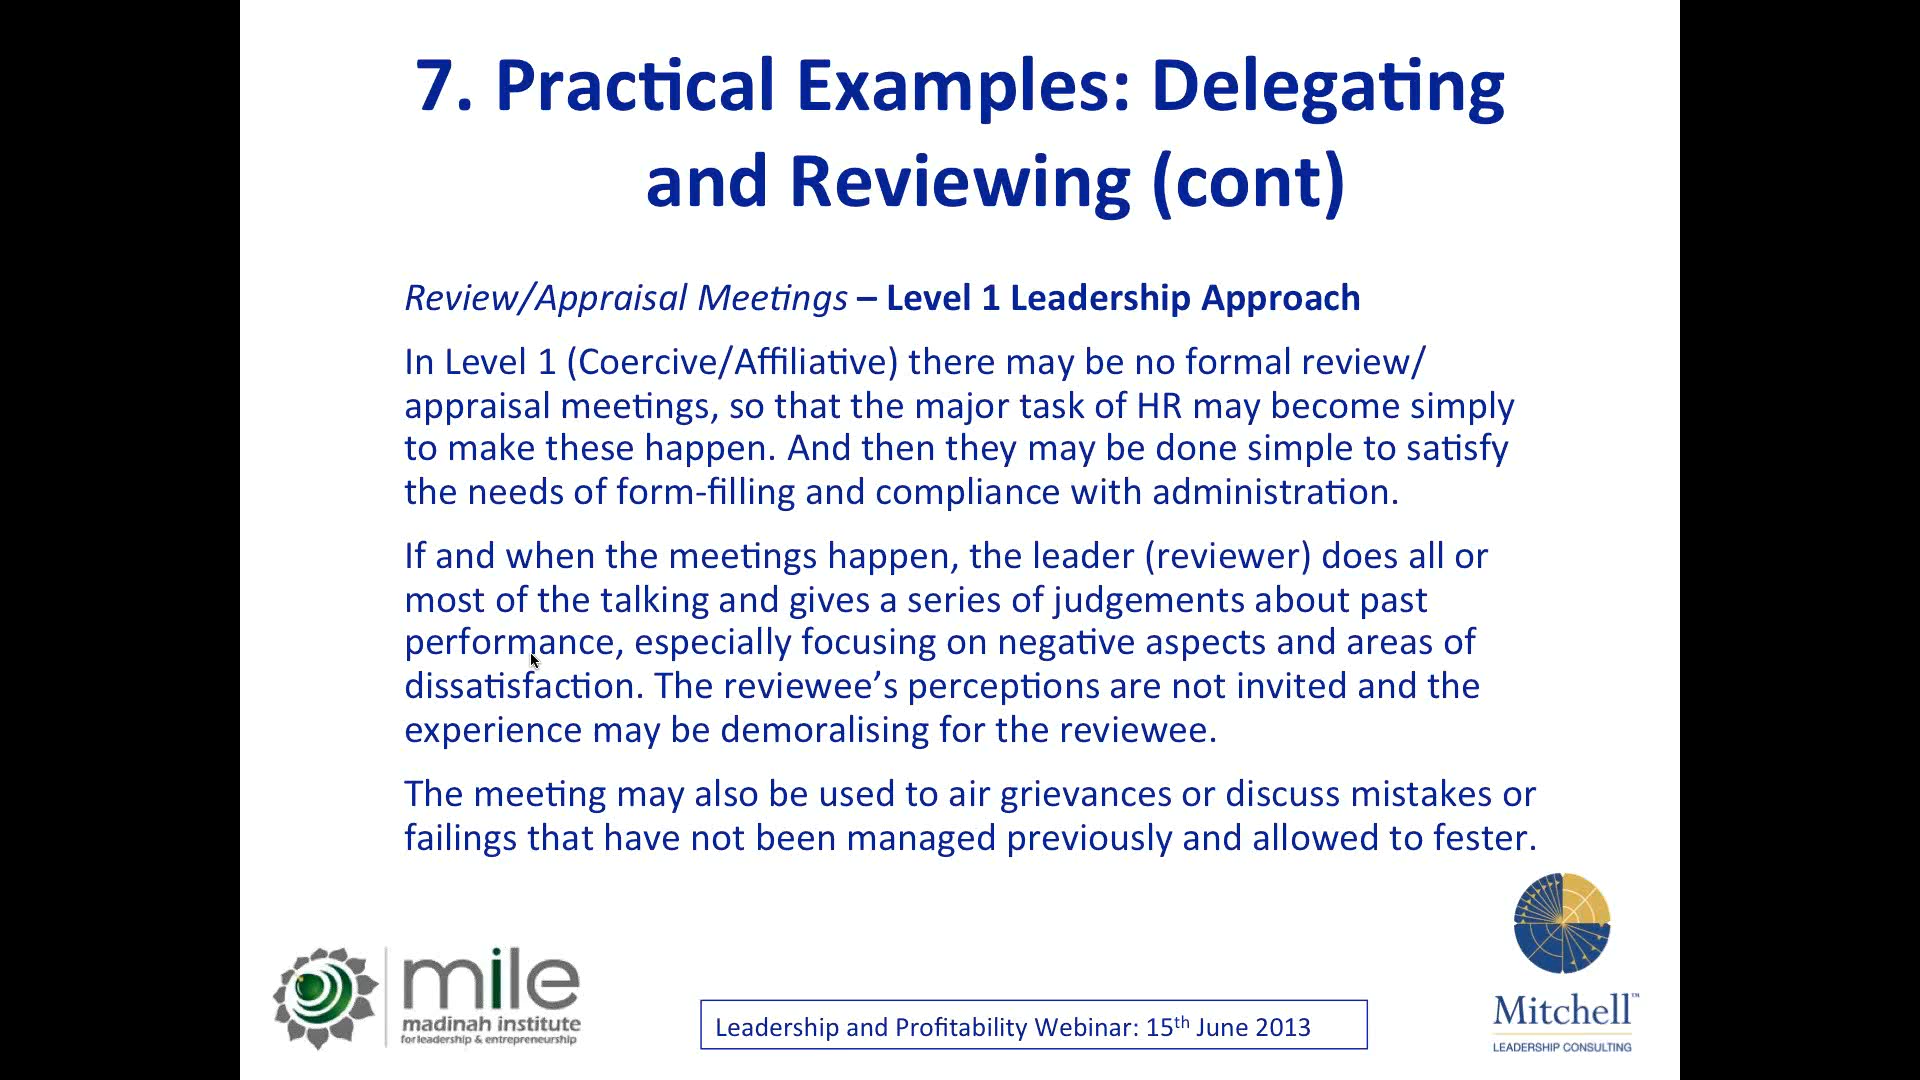 7. Practical Examples: Delegating
and Reviewing (cont)
Review/Appraisal Meetings – Level 1 Leadership Approach
In Level 1 (Coercive/Affiliative) there may be no formal review/
appraisal meetings, so that the major task of HR may become simply
to make these happen. And then they may be done simple to satisfy
the needs of form-filling and compliance with administration.
If and when the meetings happen, the leader (reviewer) does all or
most of the talking and gives a series of judgements about past
performance, especially focusing on negative aspects and areas of
dissatisfaction. The reviewee’s perceptions are not invited and the
experience may be demoralising for the reviewee.
The meeting may also be used to air grievances or discuss mistakes or
failings that have not been managed previously and allowed to fester.
mile
madinah institute
for leadership & entrepreneurship
Leadership and Profitability Webinar: 15th June 2013
Mitchell™
LEADERSHIP CONSULTING